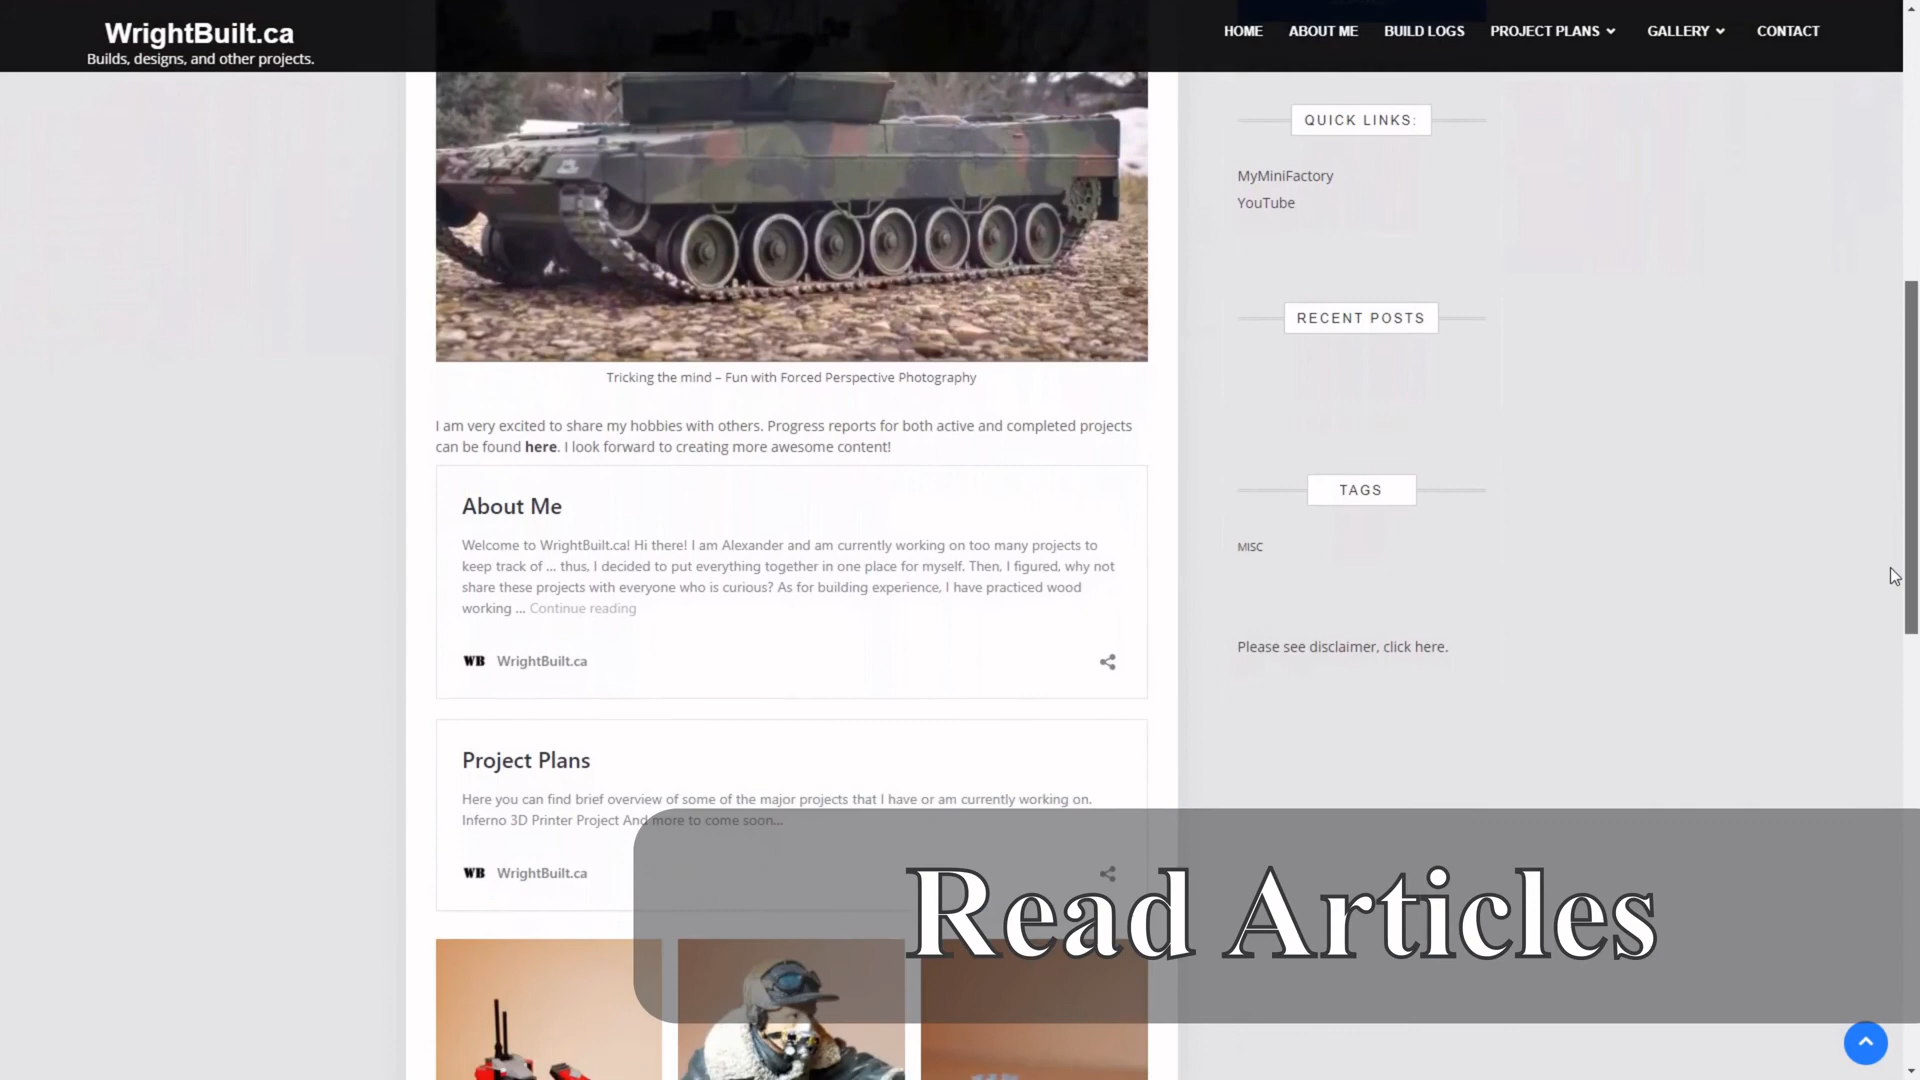 WrightBuilt.ca
Builds, designs, and other projects.
HOME ABOUT ME BUILD LOGS PROJECT PLANS GALLERY CONTACT
Tricking the mind – Fun with Forced Perspective Photography
I am very excited to share my hobbies with others. Progress reports for both active and completed projects
can be found here. I look forward to creating more awesome content!
About Me
Welcome to WrightBuilt.ca! Hi there! I am Alexander and am currently working on too many projects to
keep track of ... thus, I decided to put everything together in one place for myself. Then, I figured, why not
share these projects with everyone who is curious? As for building experience, I have practiced wood
working ... Continue reading
WB WrightBuilt.ca
Project Plans
Here you can find brief overview of some of the major projects that I have or am currently working on.
Inferno 3D Printer Project And more to come soon...
WB WrightBuilt.ca
QUICK LINKS:
MyMiniFactory
YouTube
RECENT POSTS
TAGS
MISC
Please see disclaimer, click here.
Read Articles